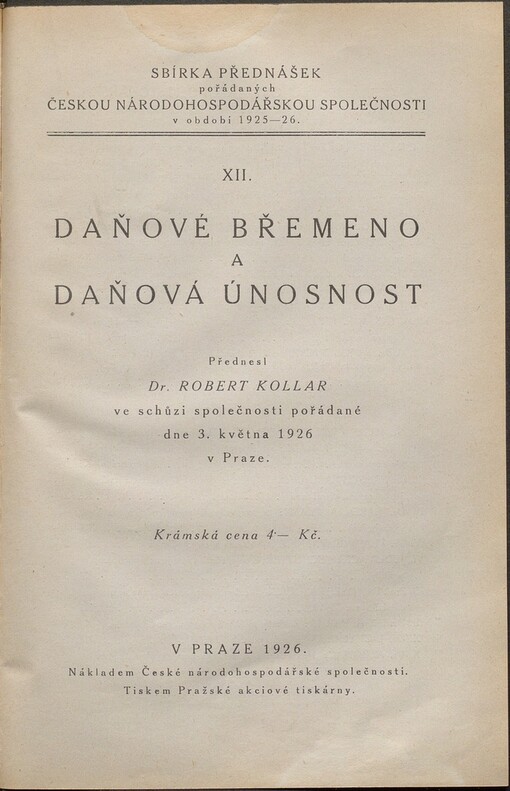 SBÍRKA PŘEDNÁŠEK
pořádaných
ČESKOU NÁRODOHOSPODÁŘSKOU SPOLEČNOSTI
v období 1925—26.
XII.
DAŇOVÉ BŘEMENO
A
DAŇOVÁ ÚNOSNOST
Přednesl
Dr. ROBERT KOLLAR
ve schůzi společnosti pořádané
dne 3. května 1926
v Praze.
Krámská cena 4·— Kč.
V PRAZE 1926.
Nákladem České národohospodářské společnosti.
Tiskem Pražské akciové tiskárny.